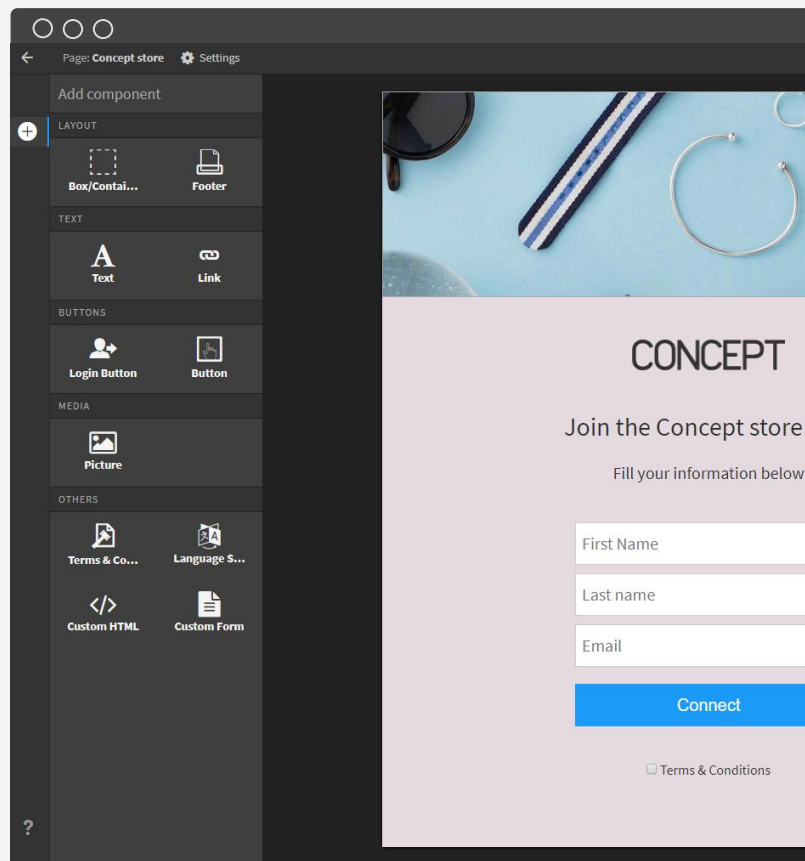 Page: Concept store
Settings
Add component
LAYOUT
Box/Contai...
Footer
TEXT
A
Text
Link
BUTTONS
Login Button
Button
MEDIA
Picture
OTHERS
Terms & Co...
Language S...
</>
Custom HTML
Custom Form
?
CONCEPT
Join the Concept store
Fill your information below
First Name
Last name
Email
Connect
Terms & Conditions